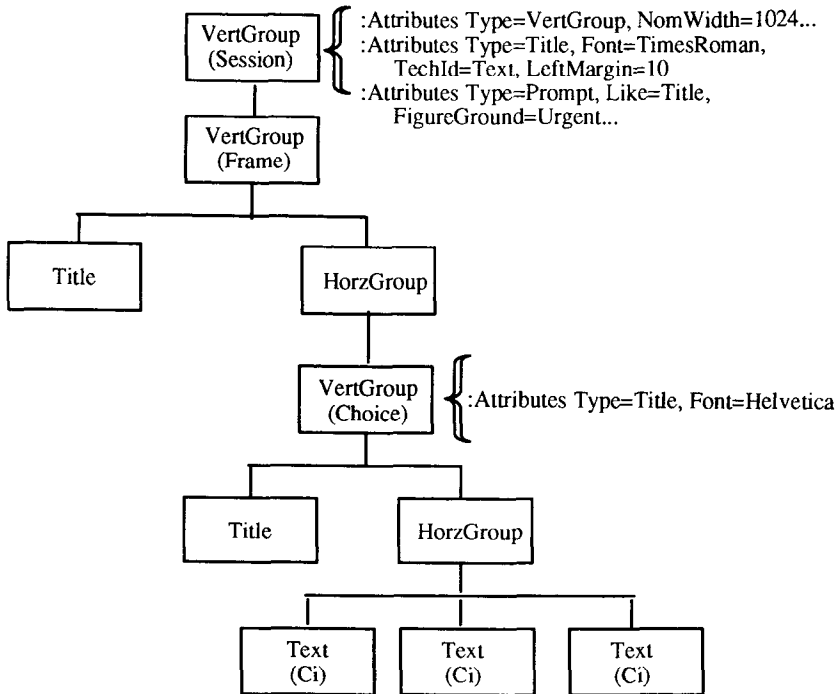 VertGroup
(Session)
:Attributes Type=VertGroup, NomWidth=1024...
:Attributes Type=Title, Font=TimesRoman,
TechId=Text, LeftMargin=10
:Attributes Type=Prompt, Like=Title,
FigureGround=Urgent...
VertGroup
(Frame)
Title
HorzGroup
VertGroup
(Choice)
:Attributes Type=Title, Font=Helvetica
Title
HorzGroup
Text
(Ci)
Text
(Ci)
Text
(Ci)